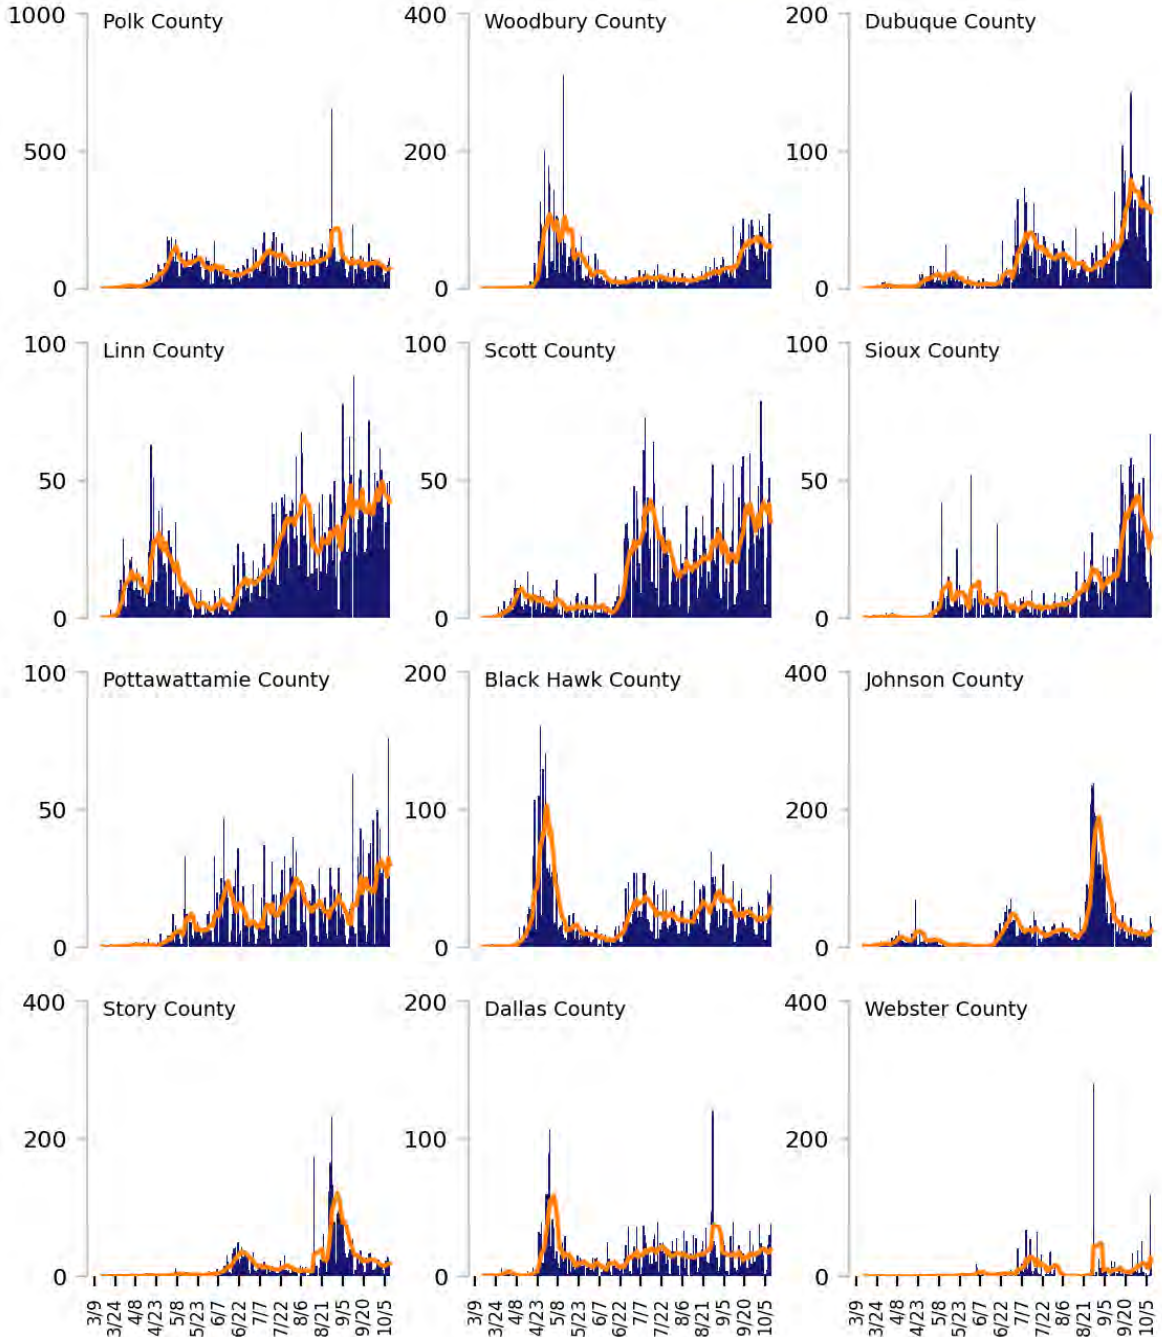 1000 Polk County
500
0
400 Woodbury County
200
0
200 Dubuque County
100
0
100 Linn County
50
0
100 Scott County
50
0
100 Sioux County
50
0
100 Pottawattamie County
50
0
200 Black Hawk County
100
0
400 Johnson County
200
0
400 Story County
200
0
200 Dallas County
100
0
400 Webster County
200
0
3/9 3/24 4/8 4/23 5/8 5/23 6/7 6/22 7/7 7/22 8/6 8/21 9/5 9/20 10/5
3/9 3/24 4/8 4/23 5/8 5/23 6/7 6/22 7/7 7/22 8/6 8/21 9/5 9/20 10/5
3/9 3/24 4/8 4/23 5/8 5/23 6/7 6/22 7/7 7/22 8/6 8/21 9/5 9/20 10/5